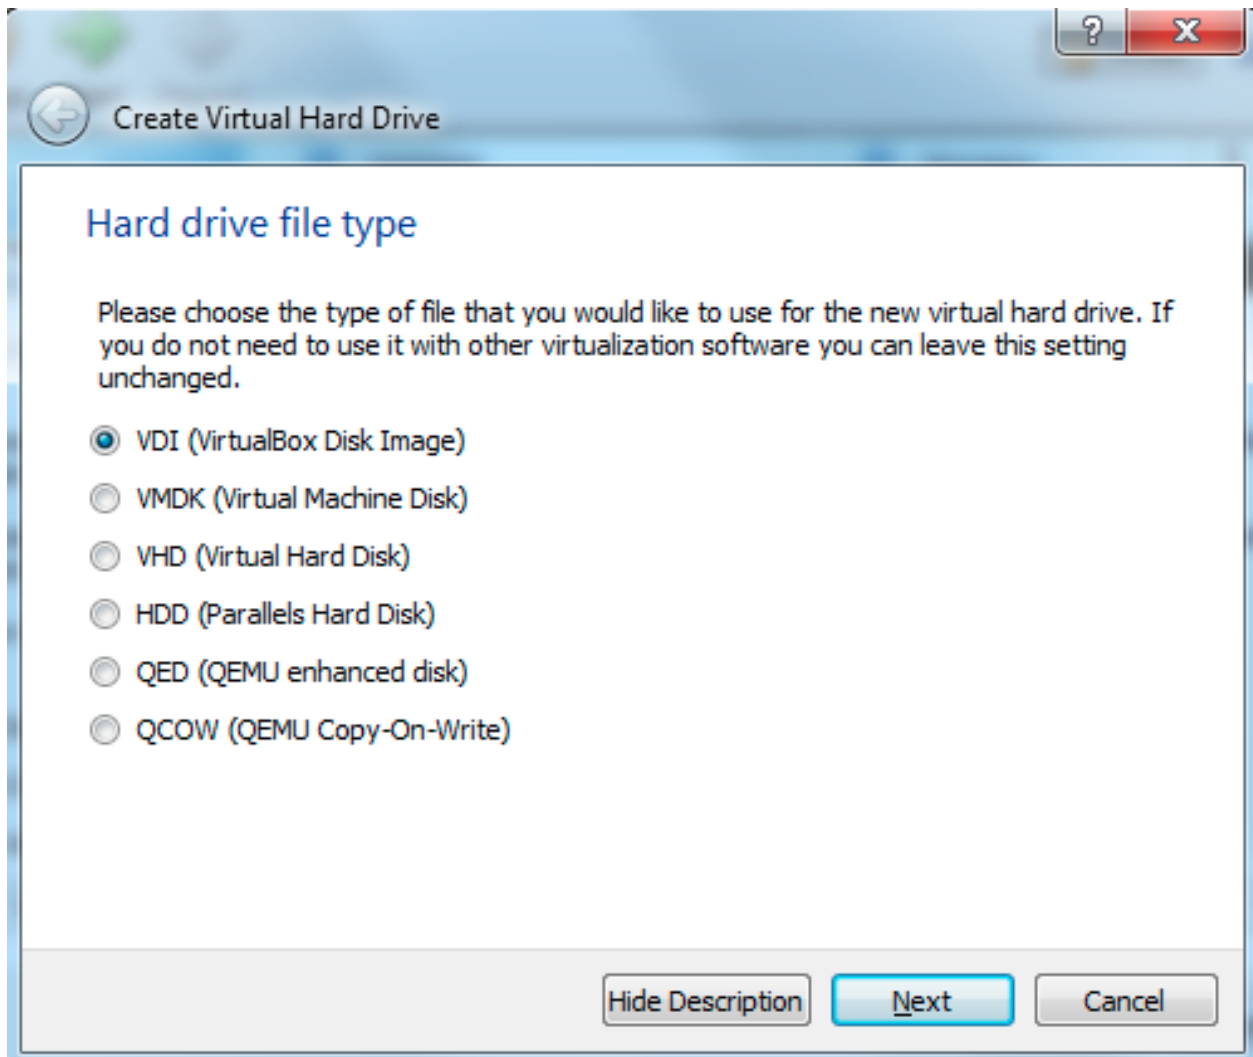 Create Virtual Hard Drive
Hard drive file type
Please choose the type of file that you would like to use for the new virtual hard drive. If
you do not need to use it with other virtualization software you can leave this setting
unchanged.
VDI (VirtualBox Disk Image)
VMDK (Virtual Machine Disk)
VHD (Virtual Hard Disk)
HDD (Parallels Hard Disk)
QED (QEMU enhanced disk)
QCOW (QEMU Copy-On-Write)
Hide Description Next Cancel